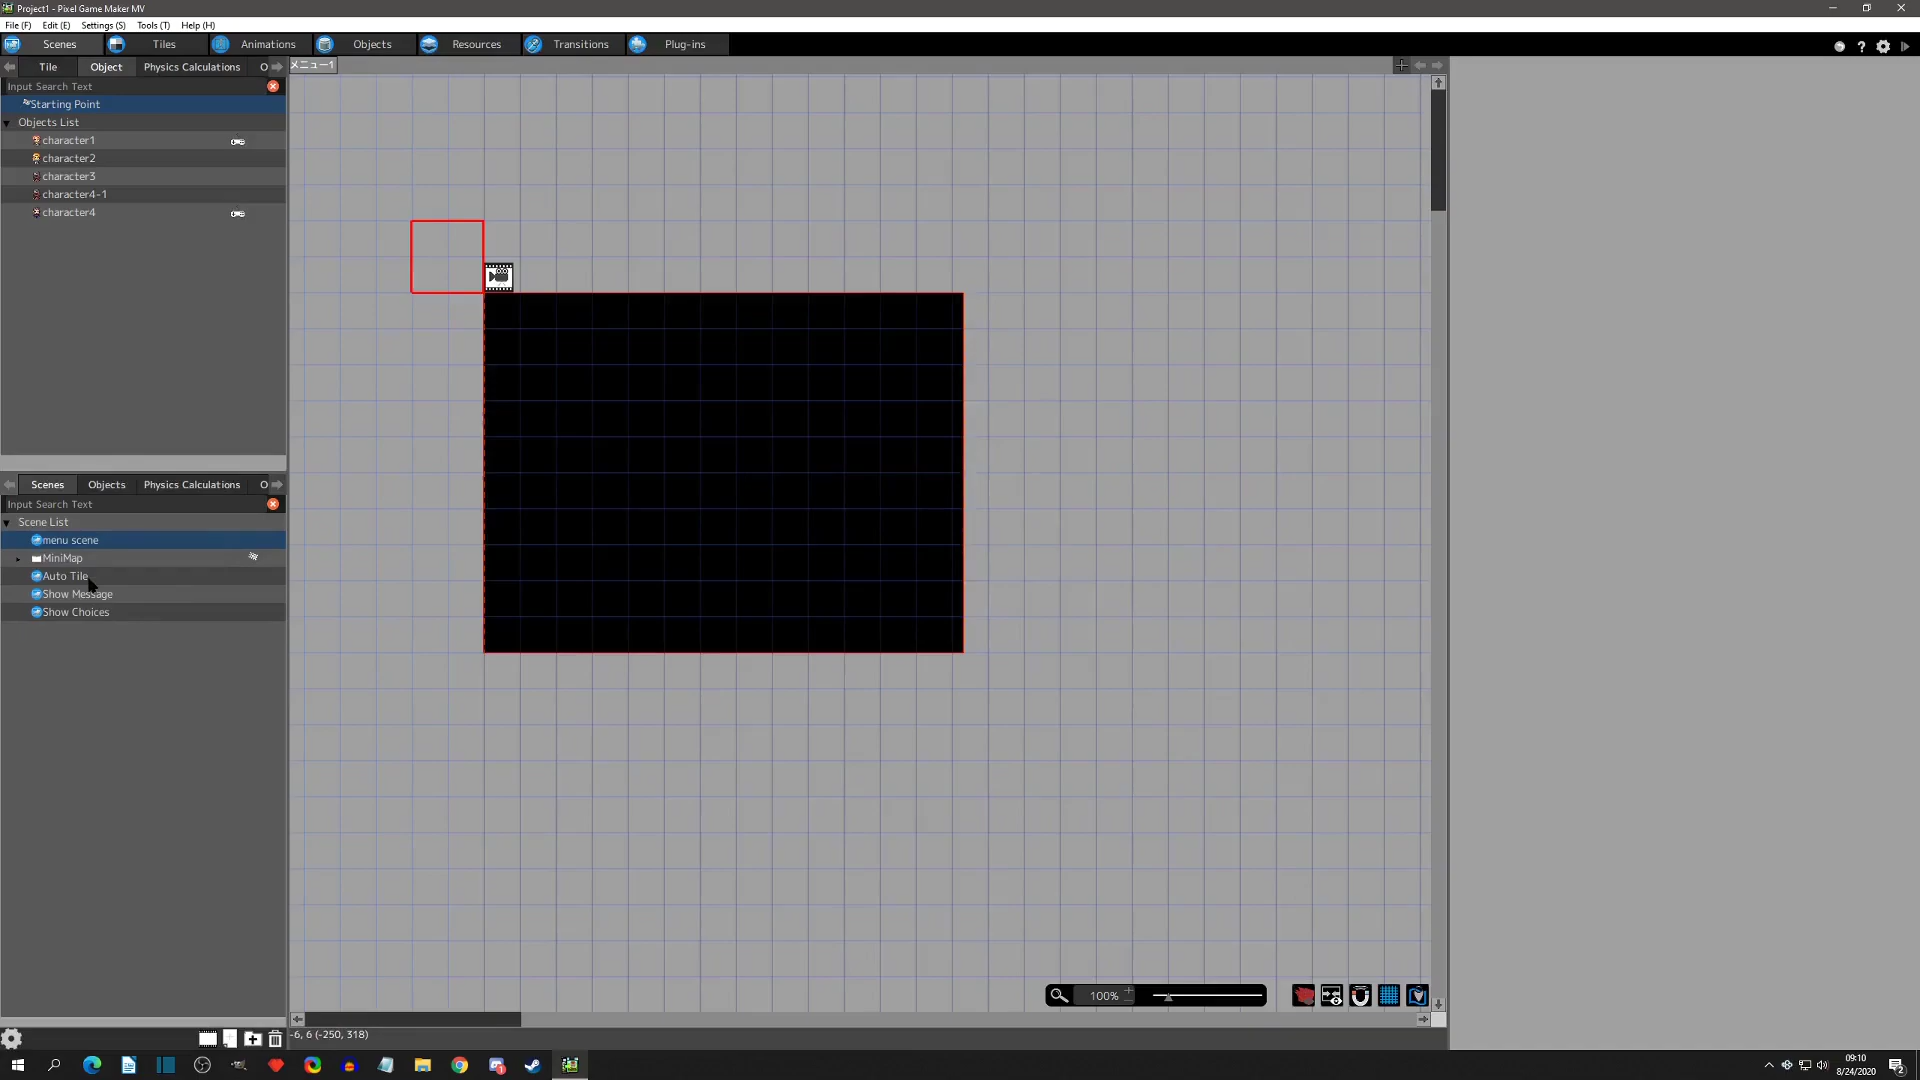 Project1 - Pixel Game Maker MV
File (F) Edit (E) Settings (S) Tools (T) Help (H)
Scenes Tiles Animations Objects Resources Transitions Plug-ins
Tile Object Physics Calculations O
メニュー1
Input Search Text
Starting Point
Objects List
character1
character2
character3
character4-1
character4
Scenes Objects Physics Calculations O
Input Search Text
Scene List
menu scene
MiniMap
Auto Tile
Show Message
Show Choices
100%
-6, 6 (-250, 318)
09:10
8/24/2020